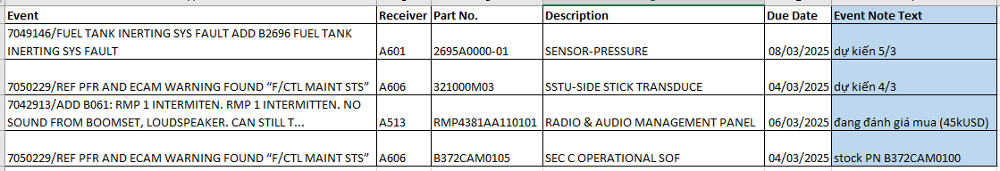 Event Receiver Part No. Description Due Date Event Note Text
7049146/FUEL TANK INERTING SYS FAULT ADD B2696 FUEL TANK
INERTING SYS FAULT A601 2695A0000-01 SENSOR-PRESSURE 08/03/2025 dự kiến 5/3
7050229/REF PFR AND ECAM WARNING FOUND “F/CTL MAINT STS” A606 321000M03 SSTU-SIDE STICK TRANSDUCE 04/03/2025 dự kiến 4/3
7042913/ADD B061: RMP 1 INTERMITEN. RMP 1 INTERMITTEN. NO
SOUND FROM BOOMSET, LOUDSPEAKER. CAN STILL T... A513 RMP4381AA110101 RADIO & AUDIO MANAGEMENT PANEL 06/03/2025 đang đánh giá mua (45kUSD)
7050229/REF PFR AND ECAM WARNING FOUND “F/CTL MAINT STS” A606 B372CAM0105 SEC C OPERATIONAL SOF 04/03/2025 stock PN B372CAM0100